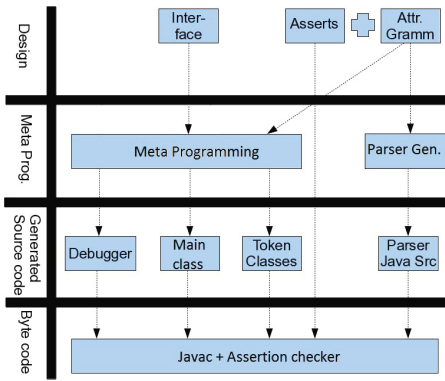 Design
Inter-
face
Asserts
Attr.
Gramm
Meta Prog.
Meta Programming
Parser Gen.
Generated
Source code
Debugger
Main
class
Token
Classes
Parser
Java Src
Byte code
Javac + Assertion checker